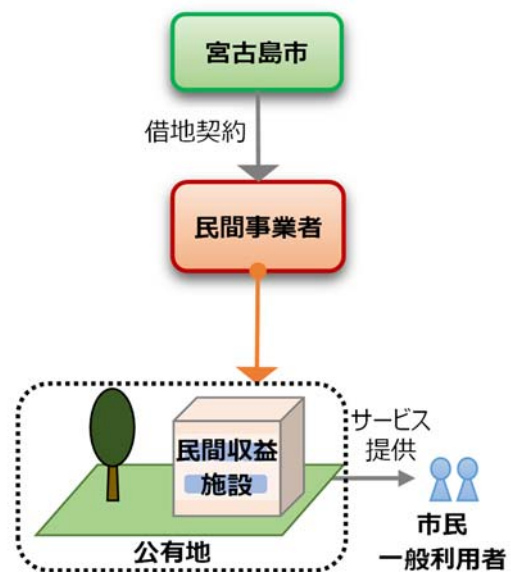 宮古島市
借地契約
民間事業者
民間収益
施設
公有地
サービス
提供
市民
一般利用者